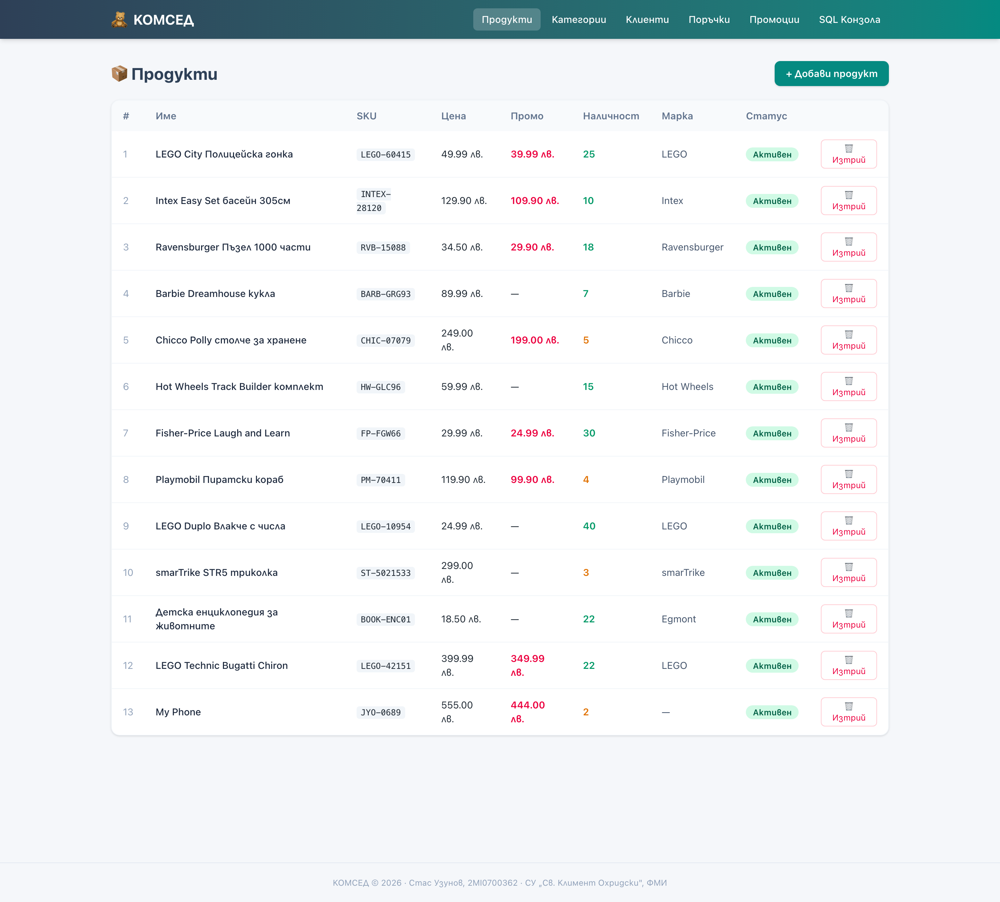 КОМСЕД
Продукти Категории Клиенти Поръчки Промоции SQL Конзола
Продукти
+ Добави продукт
# Име SKU Цена Промо Наличност Марка Статус
1 LEGO City Полицейска гонка LEGO-60415 49.99 лв. 39.99 лв. 25 LEGO Активен Изтрий
2 Intex Easy Set басейн 305см INTEX-28120 129.90 лв. 109.90 лв. 10 Intex Активен Изтрий
3 Ravensburger Пъзел 1000 части RVB-15088 34.50 лв. 29.90 лв. 18 Ravensburger Активен Изтрий
4 Barbie Dreamhouse кукла BARB-GRG93 89.99 лв. — 7 Barbie Активен Изтрий
5 Chicco Polly столче за хранене CHIC-07079 249.00 лв. 199.00 лв. 5 Chicco Активен Изтрий
6 Hot Wheels Track Builder комплект HW-GLC96 59.99 лв. — 15 Hot Wheels Активен Изтрий
7 Fisher-Price Laugh and Learn FP-FGW66 29.99 лв. 24.99 лв. 30 Fisher-Price Активен Изтрий
8 Playmobil Пиратски кораб PM-70411 119.90 лв. 99.90 лв. 4 Playmobil Активен Изтрий
9 LEGO Duplo Влакче с числа LEGO-10954 24.99 лв. — 40 LEGO Активен Изтрий
10 smarTrike STR5 триколка ST-5021533 299.00 лв. — 3 smarTrike Активен Изтрий
11 Детска енциклопедия за животните BOOK-ENC01 18.50 лв. — 22 Egmont Активен Изтрий
12 LEGO Technic Bugatti Chiron LEGO-42151 399.99 лв. 349.99 лв. 22 LEGO Активен Изтрий
13 My Phone JYO-0689 555.00 лв. 444.00 лв. 2 — Активен Изтрий
КОМСЕД © 2026 · Стас Узунов, 2MI0700362 · СУ „Св. Климент Охридски", ФМИ